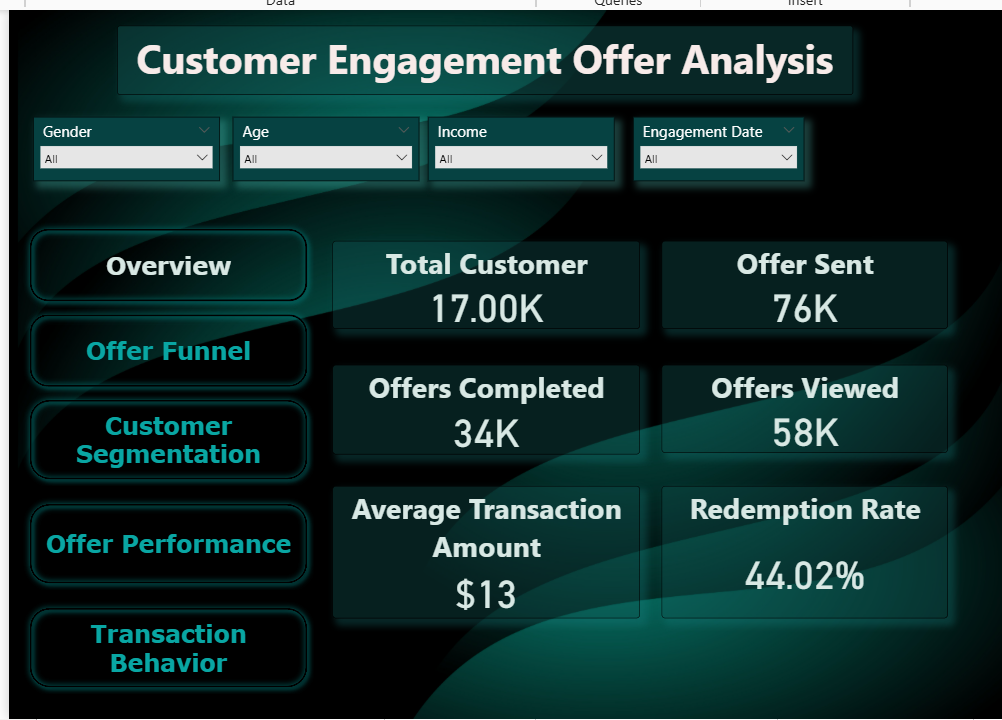 Data Queries Insert
Customer Engagement Offer Analysis
Gender Age Income Engagement Date
All All All All
Overview
Offer Funnel
Customer
Segmentation
Offer Performance
Transaction
Behavior
Total Customer
17.00K
Offer Sent
76K
Offers Completed
34K
Offers Viewed
58K
Average Transaction
Amount
$13
Redemption Rate
44.02%